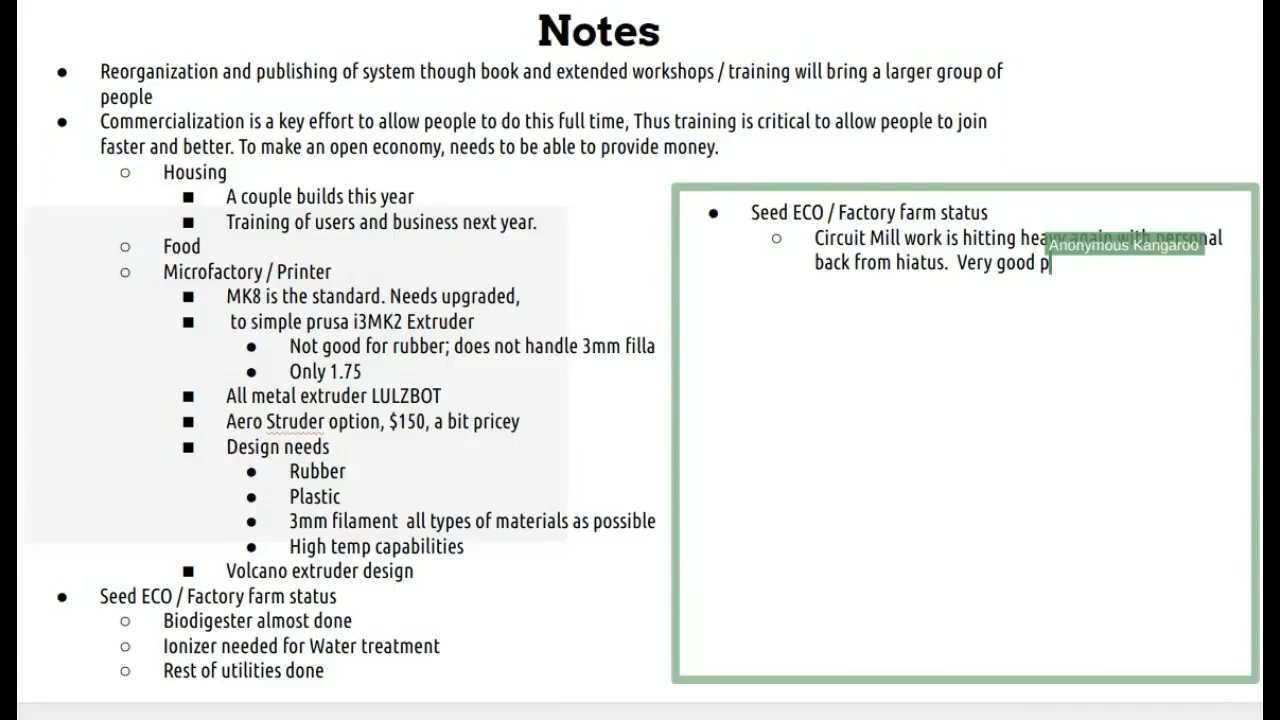 Notes
● Reorganization and publishing of system though book and extended workshops / training will bring a larger group of
people
● Commercialization is a key effort to allow people to do this full time, Thus training is critical to allow people to join
faster and better. To make an open economy, needs to be able to provide money.
○ Housing
■ A couple builds this year
■ Training of users and business next year.
○ Food
○ Microfactory / Printer
■ MK8 is the standard. Needs upgraded,
■ to simple prusa i3MK2 Extruder
● Not good for rubber; does not handle 3mm filla
● Only 1.75
■ All metal extruder LULZBOT
■ Aero Struder option, $150, a bit pricey
■ Design needs
● Rubber
● Plastic
● 3mm filament all types of materials as possible
● High temp capabilities
■ Volcano extruder design
● Seed ECO / Factory farm status
○ Biodigester almost done
○ Ionizer needed for Water treatment
○ Rest of utilities done
● Seed ECO / Factory farm status
○ Circuit Mill work is hitting heavy again with personal
Anonymous Kangaroo
back from hiatus. Very good p